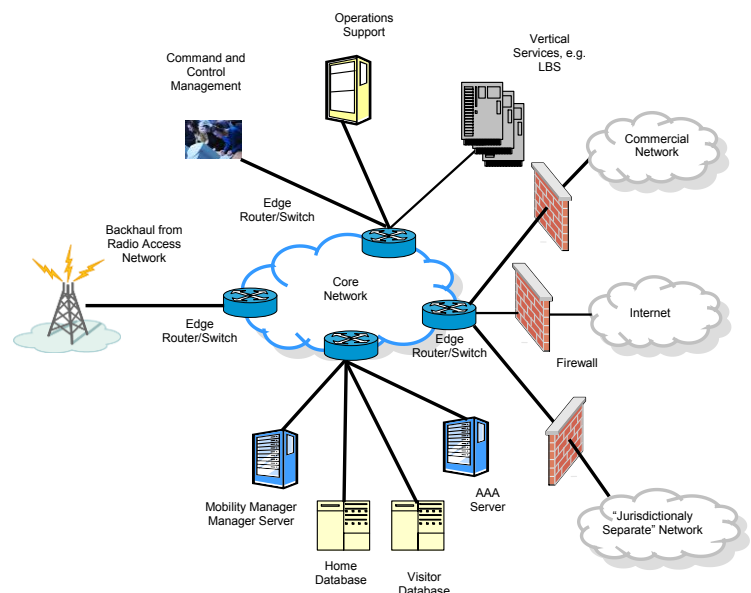 Operations
Support
Command and
Control
Management
Vertical
Services, e.g.
LBS
Commercial
Network
Edge
Router/Switch
Backhaul from
Radio Access
Network
Core
Network
Edge
Router/Switch
Internet
Edge
Router/Switch
Firewall
Mobility Manager
Manager Server
AAA
Server
"Jurisdictionaly
Separate" Network
Home
Database
Visitor
Database